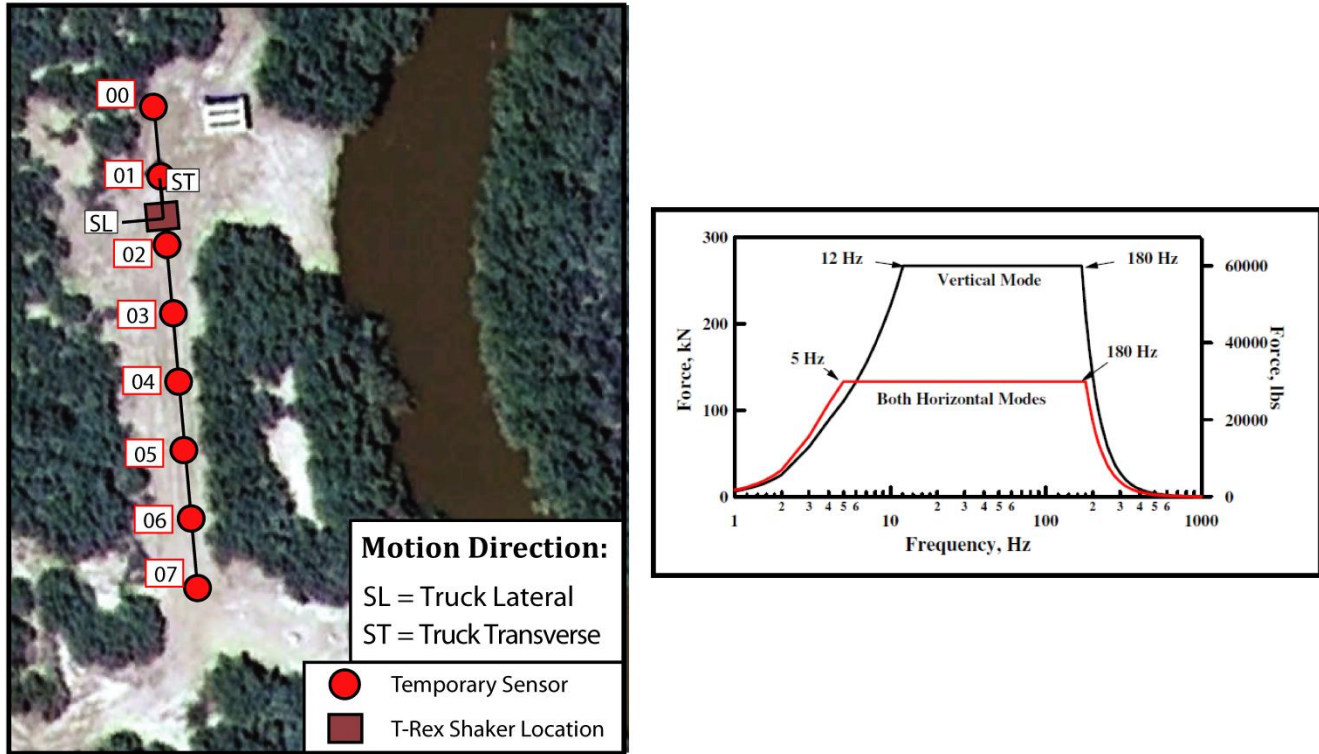 00
01
ST
SL
02
03
04
05
06
07
Motion Direction:
SL = Truck Lateral
ST = Truck Transverse
Temporary Sensor
T-Rex Shaker Location
300
200
100
0
Force, kN
12 Hz
180 Hz
Vertical Mode
5 Hz
180 Hz
Both Horizontal Modes
60000
40000
20000
0
Force, lbs
2 3 4 5 6 2 3 4 5 6 2 3 4 5 6
1 10 100 1000
Frequency, Hz